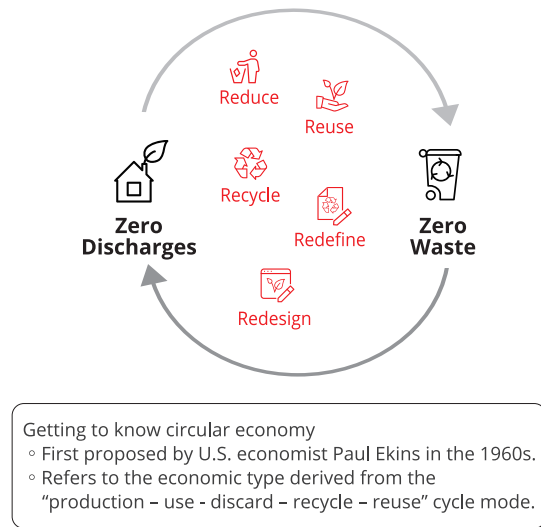 Reduce
Reuse
Recycle
Zero
Discharges
Redefine
Zero
Waste
Redesign
Getting to know circular economy
◦ First proposed by U.S. economist Paul Ekins in the 1960s.
◦ Refers to the economic type derived from the
“production – use - discard – recycle – reuse” cycle mode.